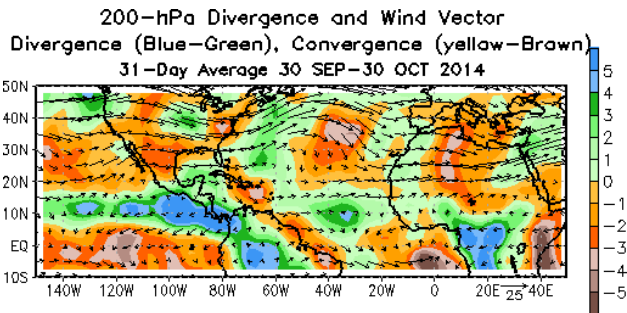 200-hPa Divergence and Wind Vector
Divergence (Blue-Green), Convergence (yellow-Brown)
31-Day Average 30 SEP-30 OCT 2014
50N
40N
30N
20N
10N
EQ
10S
140W 120W 100W 80W 60W 40W 20W 0 20E 40E
25
5
4
3
2
1
0
-1
-2
-3
-4
-5